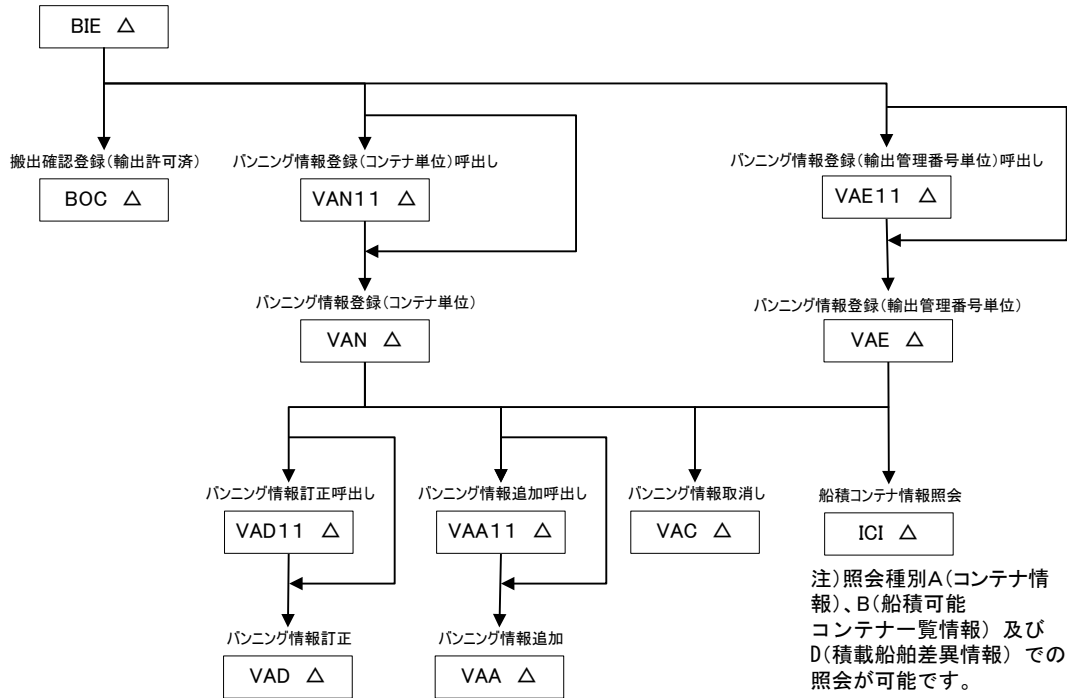 BIE △
搬出確認登録(輸出許可済)
BOC △
バンニング情報登録(コンテナ単位)呼出し
VAN11 △
バンニング情報登録(輸出管理番号単位)呼出し
VAE11 △
バンニング情報登録(コンテナ単位)
VAN △
バンニング情報登録(輸出管理番号単位)
VAE △
バンニング情報訂正呼出し
VAD11 △
バンニング情報追加呼出し
VAA11 △
バンニング情報取消し
VAC △
船積コンテナ情報照会
ICI △
注)照会種別A(コンテナ情
報)、B(船積可能
コンテナ一覧情報) 及び
D(積載船舶差異情報) での
照会が可能です。
バンニング情報訂正
VAD △
バンニング情報追加
VAA △